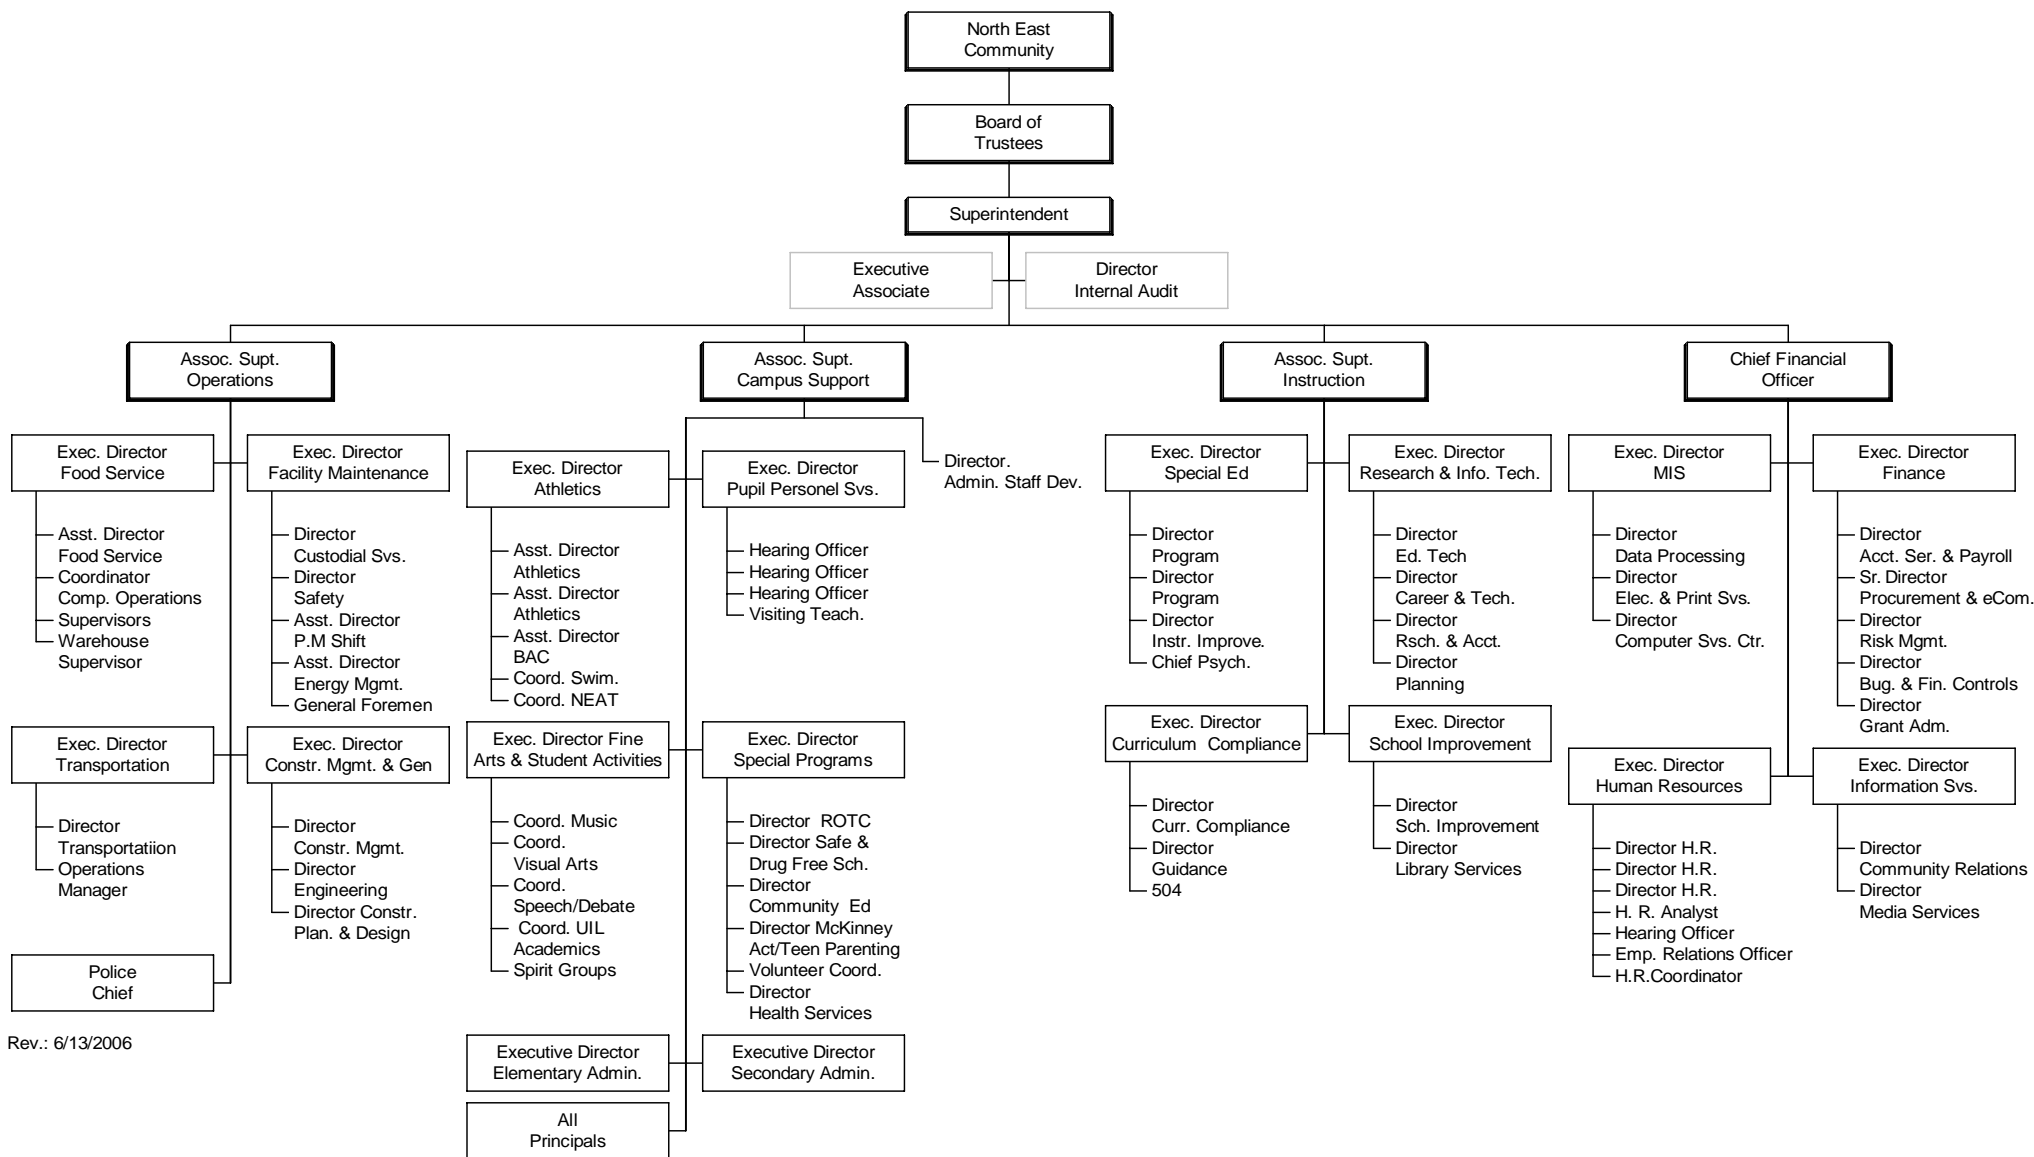 North East
Community
Board of
Trustees
Superintendent
Executive
Associate
Director
Internal Audit
Assoc. Supt.
Operations
Assoc. Supt.
Campus Support
Assoc. Supt.
Instruction
Chief Financial
Officer
Exec. Director
Food Service
Asst. Director
Food Service
Coordinator
Comp. Operations
Supervisors
Warehouse
Supervisor
Exec. Director
Facility Maintenance
Director
Custodial Svs.
Director
Safety
Asst. Director
P.M Shift
Asst. Director
Energy Mgmt.
General Foremen
Exec. Director
Transportation
Director
Transportatiion
Operations
Manager
Exec. Director
Constr. Mgmt. & Gen
Director
Constr. Mgmt.
Director
Engineering
Director Constr.
Plan. & Design
Police
Chief
Rev.: 6/13/2006
Exec. Director
Athletics
Asst. Director
Athletics
Asst. Director
Athletics
Asst. Director
BAC
Coord. Swim.
Coord. NEAT
Exec. Director
Pupil Personel Svs.
Hearing Officer
Hearing Officer
Hearing Officer
Visiting Teach.
Director.
Admin. Staff Dev.
Exec. Director Fine
Arts & Student Activities
Coord. Music
Coord.
Visual Arts
Coord.
Speech/Debate
Coord. UIL
Academics
Spirit Groups
Exec. Director
Special Programs
Director  ROTC
Director Safe &
Drug Free Sch.
Director
Community  Ed
Director McKinney
Act/Teen Parenting
Volunteer Coord.
Director
Health Services
Executive Director
Elementary Admin.
Executive Director
Secondary Admin.
All
Principals
Exec. Director
Special Ed
Director
Program
Director
Program
Director
Instr. Improve.
Chief Psych.
Exec. Director
Research & Info. Tech.
Director
Ed. Tech
Director
Career & Tech.
Director
Rsch. & Acct.
Director
Planning
Exec. Director
Curriculum  Compliance
Director
Curr. Compliance
Director
Guidance
504
Exec. Director
School Improvement
Director
Sch. Improvement
Director
Library Services
Exec. Director
MIS
Director
Data Processing
Director
Elec. & Print Svs.
Director
Computer Svs. Ctr.
Exec. Director
Finance
Director
Acct. Ser. & Payroll
Sr. Director
Procurement & eCom.
Director
Risk Mgmt.
Director
Bug. & Fin. Controls
Director
Grant Adm.
Exec. Director
Human Resources
Director H.R.
Director H.R.
Director H.R.
H. R. Analyst
Hearing Officer
Emp. Relations Officer
H.R.Coordinator
Exec. Director
Information Svs.
Director
Community Relations
Director
Media Services